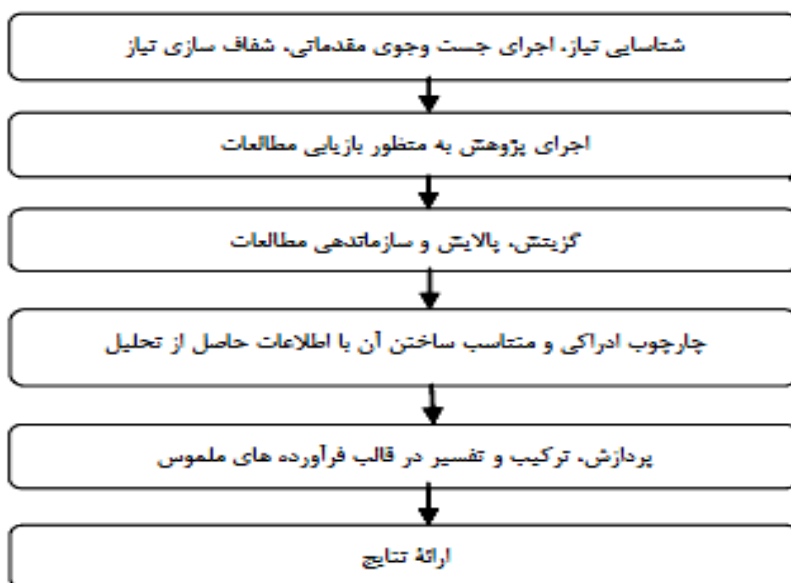 شناسایی نیاز، اجرای جست وجوی مقدماتی، شفاف سازی نیاز
اجرای پژوهش به منظور بازیابی مطالعات
گزینش، پالایش و سازماندهی مطالعات
چارچوب ادراکی و متناسب ساختن آن با اطلاعات حاصل از تحلیل
پردازش، ترکیب و تفسیر در قالب فرآورده های ملموس
ارائهٔ نتایج